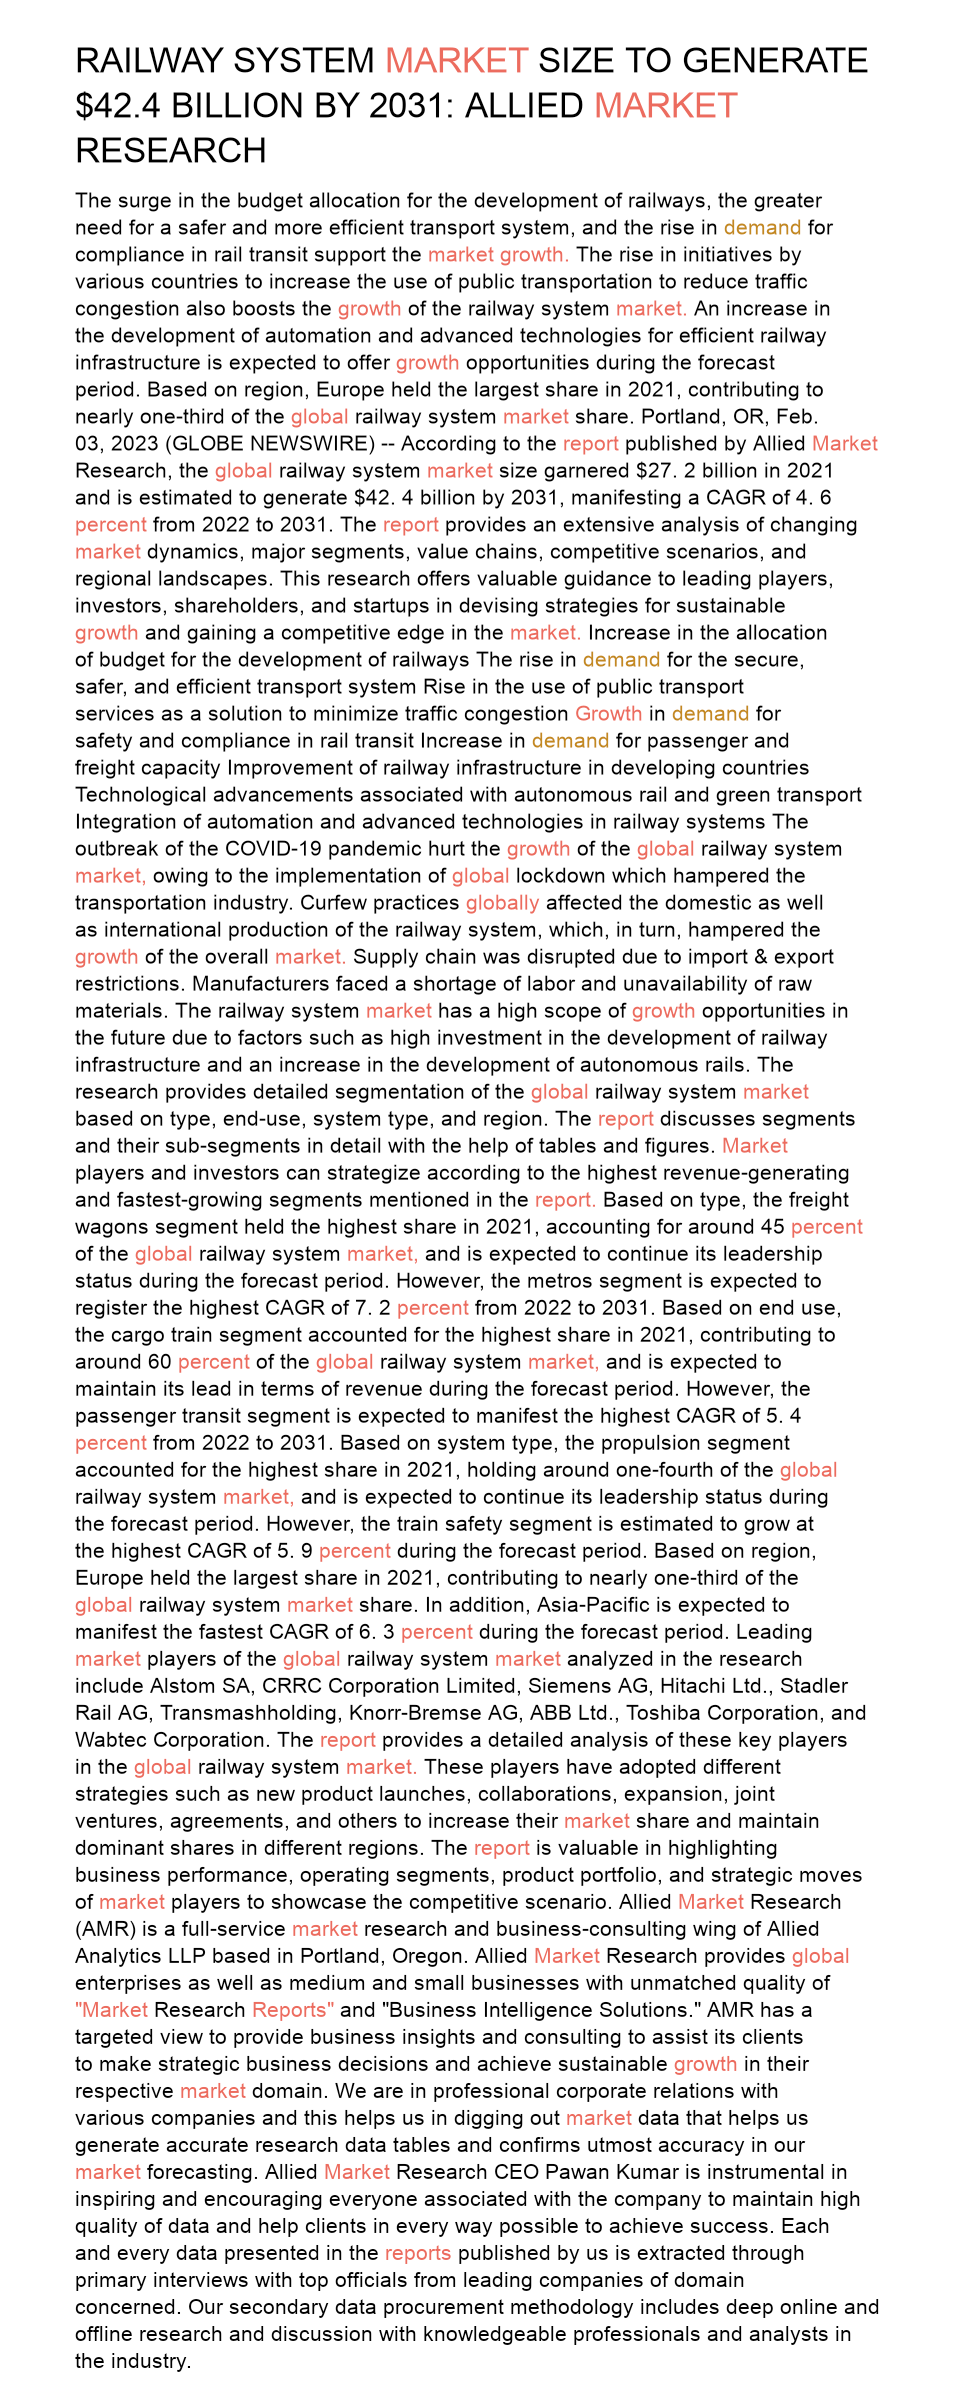 RAILWAY SYSTEM MARKET SIZE TO GENERATE
$42.4 BILLION BY 2031: ALLIED MARKET
RESEARCH
The surge in the budget allocation for the development of railways, the greater
need for a safer and more efficient transport system, and the rise in demand for
compliance in rail transit support the market growth. The rise in initiatives by
various countries to increase the use of public transportation to reduce traffic
congestion also boosts the growth of the railway system market. An increase in
the development of automation and advanced technologies for efficient railway
infrastructure is expected to offer growth opportunities during the forecast
period. Based on region, Europe held the largest share in 2021, contributing to
nearly one-third of the global railway system market share. Portland, OR, Feb.
03, 2023 (GLOBE NEWSWIRE) -- According to the report published by Allied Market
Research, the global railway system market size garnered $27. 2 billion in 2021
and is estimated to generate $42. 4 billion by 2031, manifesting a CAGR of 4. 6
percent from 2022 to 2031. The report provides an extensive analysis of changing
market dynamics, major segments, value chains, competitive scenarios, and
regional landscapes. This research offers valuable guidance to leading players,
investors, shareholders, and startups in devising strategies for sustainable
growth and gaining a competitive edge in the market. Increase in the allocation
of budget for the development of railways The rise in demand for the secure,
safer, and efficient transport system Rise in the use of public transport
services as a solution to minimize traffic congestion Growth in demand for
safety and compliance in rail transit Increase in demand for passenger and
freight capacity Improvement of railway infrastructure in developing countries
Technological advancements associated with autonomous rail and green transport
Integration of automation and advanced technologies in railway systems The
outbreak of the COVID-19 pandemic hurt the growth of the global railway system
market, owing to the implementation of global lockdown which hampered the
transportation industry. Curfew practices globally affected the domestic as well
as international production of the railway system, which, in turn, hampered the
growth of the overall market. Supply chain was disrupted due to import & export
restrictions. Manufacturers faced a shortage of labor and unavailability of raw
materials. The railway system market has a high scope of growth opportunities in
the future due to factors such as high investment in the development of railway
infrastructure and an increase in the development of autonomous rails. The
research provides detailed segmentation of the global railway system market
based on type, end-use, system type, and region. The report discusses segments
and their sub-segments in detail with the help of tables and figures. Market
players and investors can strategize according to the highest revenue-generating
and fastest-growing segments mentioned in the report. Based on type, the freight
wagons segment held the highest share in 2021, accounting for around 45 percent
of the global railway system market, and is expected to continue its leadership
status during the forecast period. However, the metros segment is expected to
register the highest CAGR of 7. 2 percent from 2022 to 2031. Based on end use,
the cargo train segment accounted for the highest share in 2021, contributing to
around 60 percent of the global railway system market, and is expected to
maintain its lead in terms of revenue during the forecast period. However, the
passenger transit segment is expected to manifest the highest CAGR of 5. 4
percent from 2022 to 2031. Based on system type, the propulsion segment
accounted for the highest share in 2021, holding around one-fourth of the global
railway system market, and is expected to continue its leadership status during
the forecast period. However, the train safety segment is estimated to grow at
the highest CAGR of 5. 9 percent during the forecast period. Based on region,
Europe held the largest share in 2021, contributing to nearly one-third of the
global railway system market share. In addition, Asia-Pacific is expected to
manifest the fastest CAGR of 6. 3 percent during the forecast period. Leading
market players of the global railway system market analyzed in the research
include Alstom SA, CRRC Corporation Limited, Siemens AG, Hitachi Ltd., Stadler
Rail AG, Transmashholding, Knorr-Bremse AG, ABB Ltd., Toshiba Corporation, and
Wabtec Corporation. The report provides a detailed analysis of these key players
in the global railway system market. These players have adopted different
strategies such as new product launches, collaborations, expansion, joint
ventures, agreements, and others to increase their market share and maintain
dominant shares in different regions. The report is valuable in highlighting
business performance, operating segments, product portfolio, and strategic moves
of market players to showcase the competitive scenario. Allied Market Research
(AMR) is a full-service market research and business-consulting wing of Allied
Analytics LLP based in Portland, Oregon. Allied Market Research provides global
enterprises as well as medium and small businesses with unmatched quality of
"Market Research Reports" and "Business Intelligence Solutions." AMR has a
targeted view to provide business insights and consulting to assist its clients
to make strategic business decisions and achieve sustainable growth in their
respective market domain. We are in professional corporate relations with
various companies and this helps us in digging out market data that helps us
generate accurate research data tables and confirms utmost accuracy in our
market forecasting. Allied Market Research CEO Pawan Kumar is instrumental in
inspiring and encouraging everyone associated with the company to maintain high
quality of data and help clients in every way possible to achieve success. Each
and every data presented in the reports published by us is extracted through
primary interviews with top officials from leading companies of domain
concerned. Our secondary data procurement methodology includes deep online and
offline research and discussion with knowledgeable professionals and analysts in
the industry.